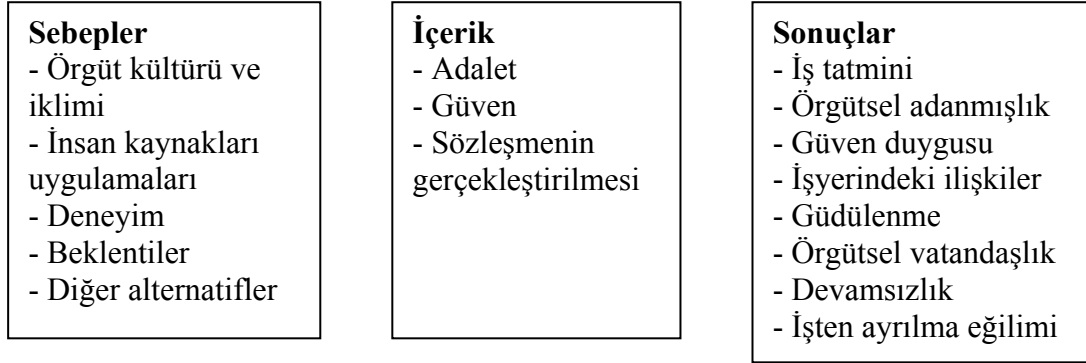 Sebepler
- Örgüt kültürü ve
iklimi
- İnsan kaynakları
uygulamaları
- Deneyim
- Beklentiler
- Diğer alternatifler
İçerik
- Adalet
- Güven
- Sözleşmenin
gerçekleştirilmesi
Sonuçlar
- İş tatmini
- Örgütsel adanmışlık
- Güven duygusu
- İşyerindeki ilişkiler
- Güdülenme
- Örgütsel vatandaşlık
- Devamsızlık
- İşten ayrılma eğilimi